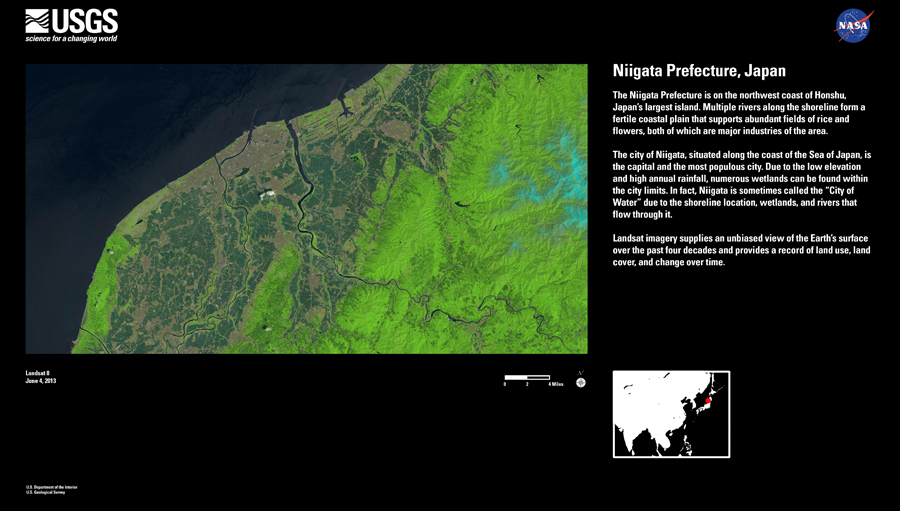 USGS
science for a changing world
NASA
Niigata Prefecture, Japan
The Niigata Prefecture is on the northwest coast of Honshu,
Japan's largest island. Multiple rivers along the shoreline form a
fertile coastal plain that supports abundant fields of rice and
flowers, both of which are major industries of the area.
The city of Niigata, situated along the coast of the Sea of Japan, is
the capital and the most populous city. Due to the low elevation
and high annual rainfall, numerous wetlands can be found within
the city limits. In fact, Niigata is sometimes called the "City of
Water" due to the shoreline location, wetlands, and rivers that
flow through it.
Landsat imagery supplies an unbiased view of the Earth's surface
over the past four decades and provides a record of land use, land
cover, and change over time.
Landsat 8
June 4, 2013
0 2 4 Miles
N
U.S. Department of the Interior
U.S. Geological Survey